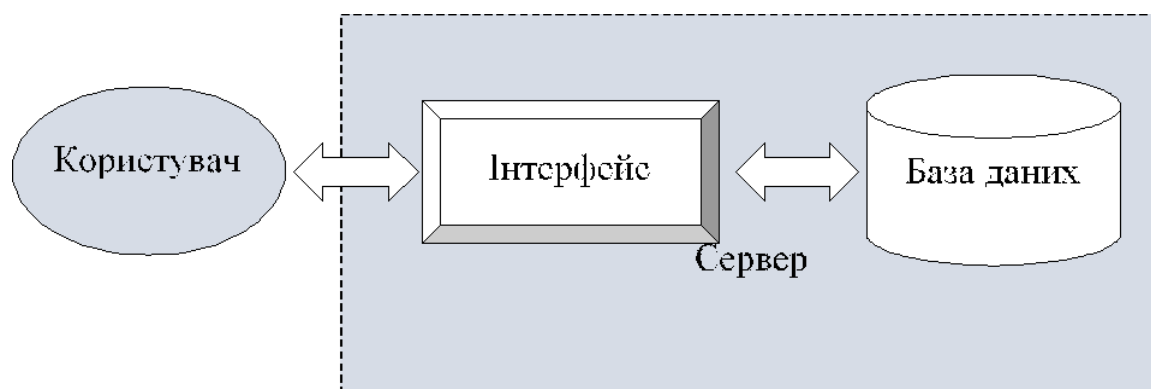 Користувач
Інтерфейс
База даних
Сервер